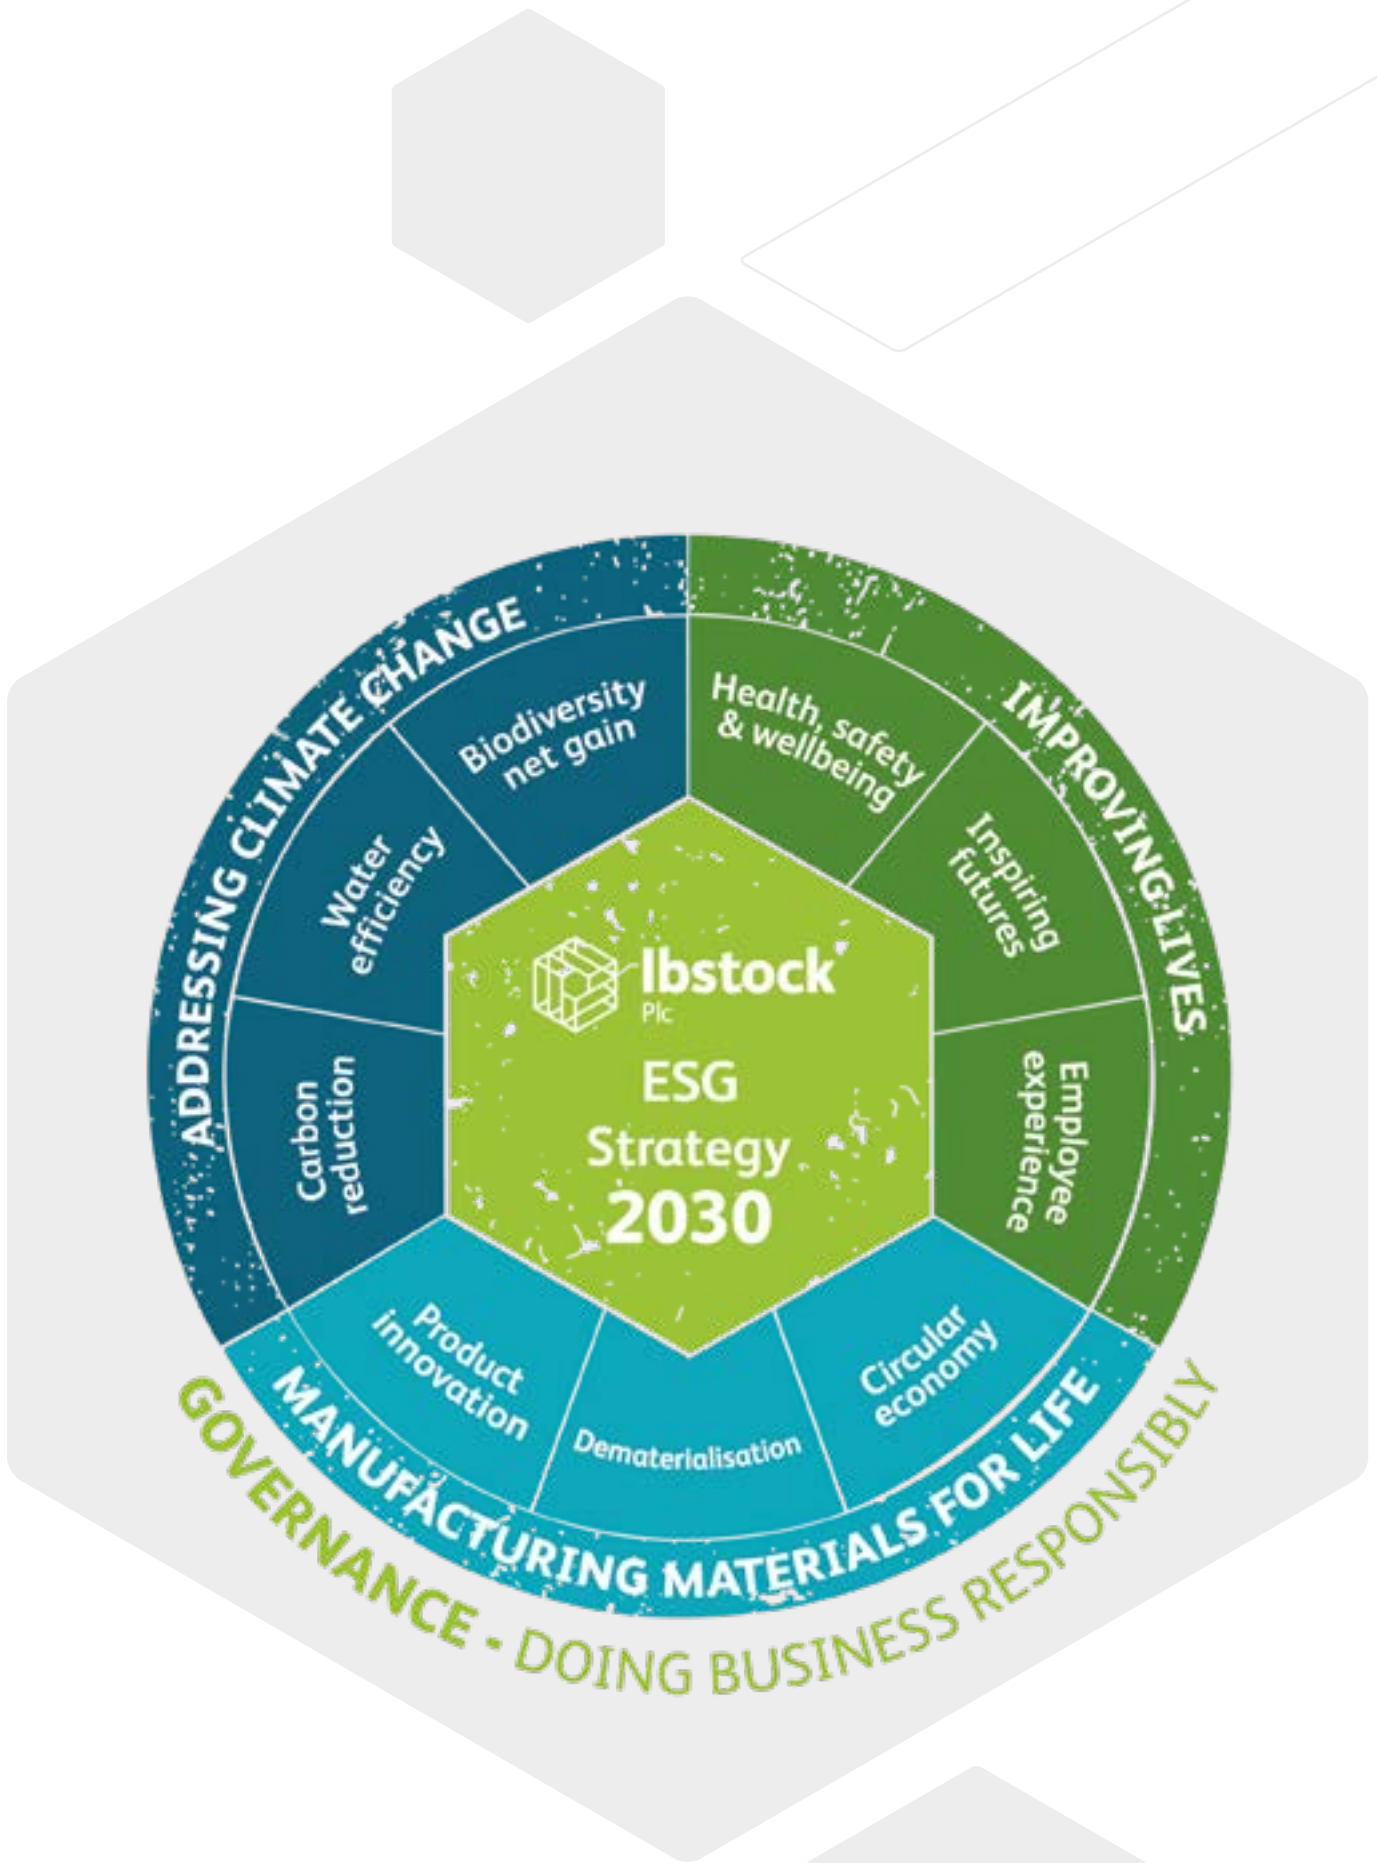 ADDRESSING CLIMATE CHANGE
Biodiversity
net gain
Water
efficiency
Carbon
reduction
IMPROVING LIVES
Health, safety
& wellbeing
Inspiring
futures
Employee
experience
Ibstock
Plc
ESG
Strategy
2030
Product
innovation
Dematerialisation
Circular
economy
MANUFACTURING MATERIALS FOR LIFE
GOVERNANCE - DOING BUSINESS RESPONSIBLY